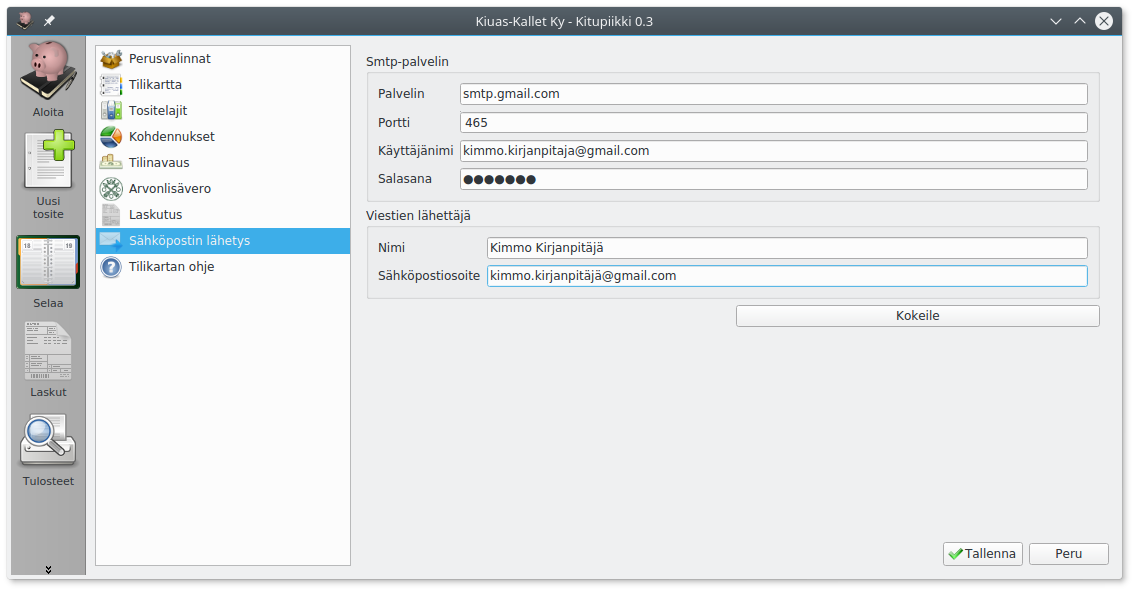 Kiuas-Kallet Ky - Kitupiikki 0.3
Aloita
Uusi
tosite
18
19
Selaa
Laskut
Tulosteet
Perusvalinnat
Tilikartta
Tositelajit
Kohdennukset
Tilinavaus
Arvonlisävero
Laskutus
Sähköpostin lähetys
Tilikartan ohje
Smtp-palvelin
Palvelin smtp.gmail.com
Portti 465
Käyttäjänimi kimmo.kirjanpitaja@gmail.com
Salasana ●●●●●●●
Viestien lähettäjä
Nimi Kimmo Kirjanpitäjä
Sähköpostiosoite kimmo.kirjanpitäjä@gmail.com
Kokeile
Tallenna
Peru